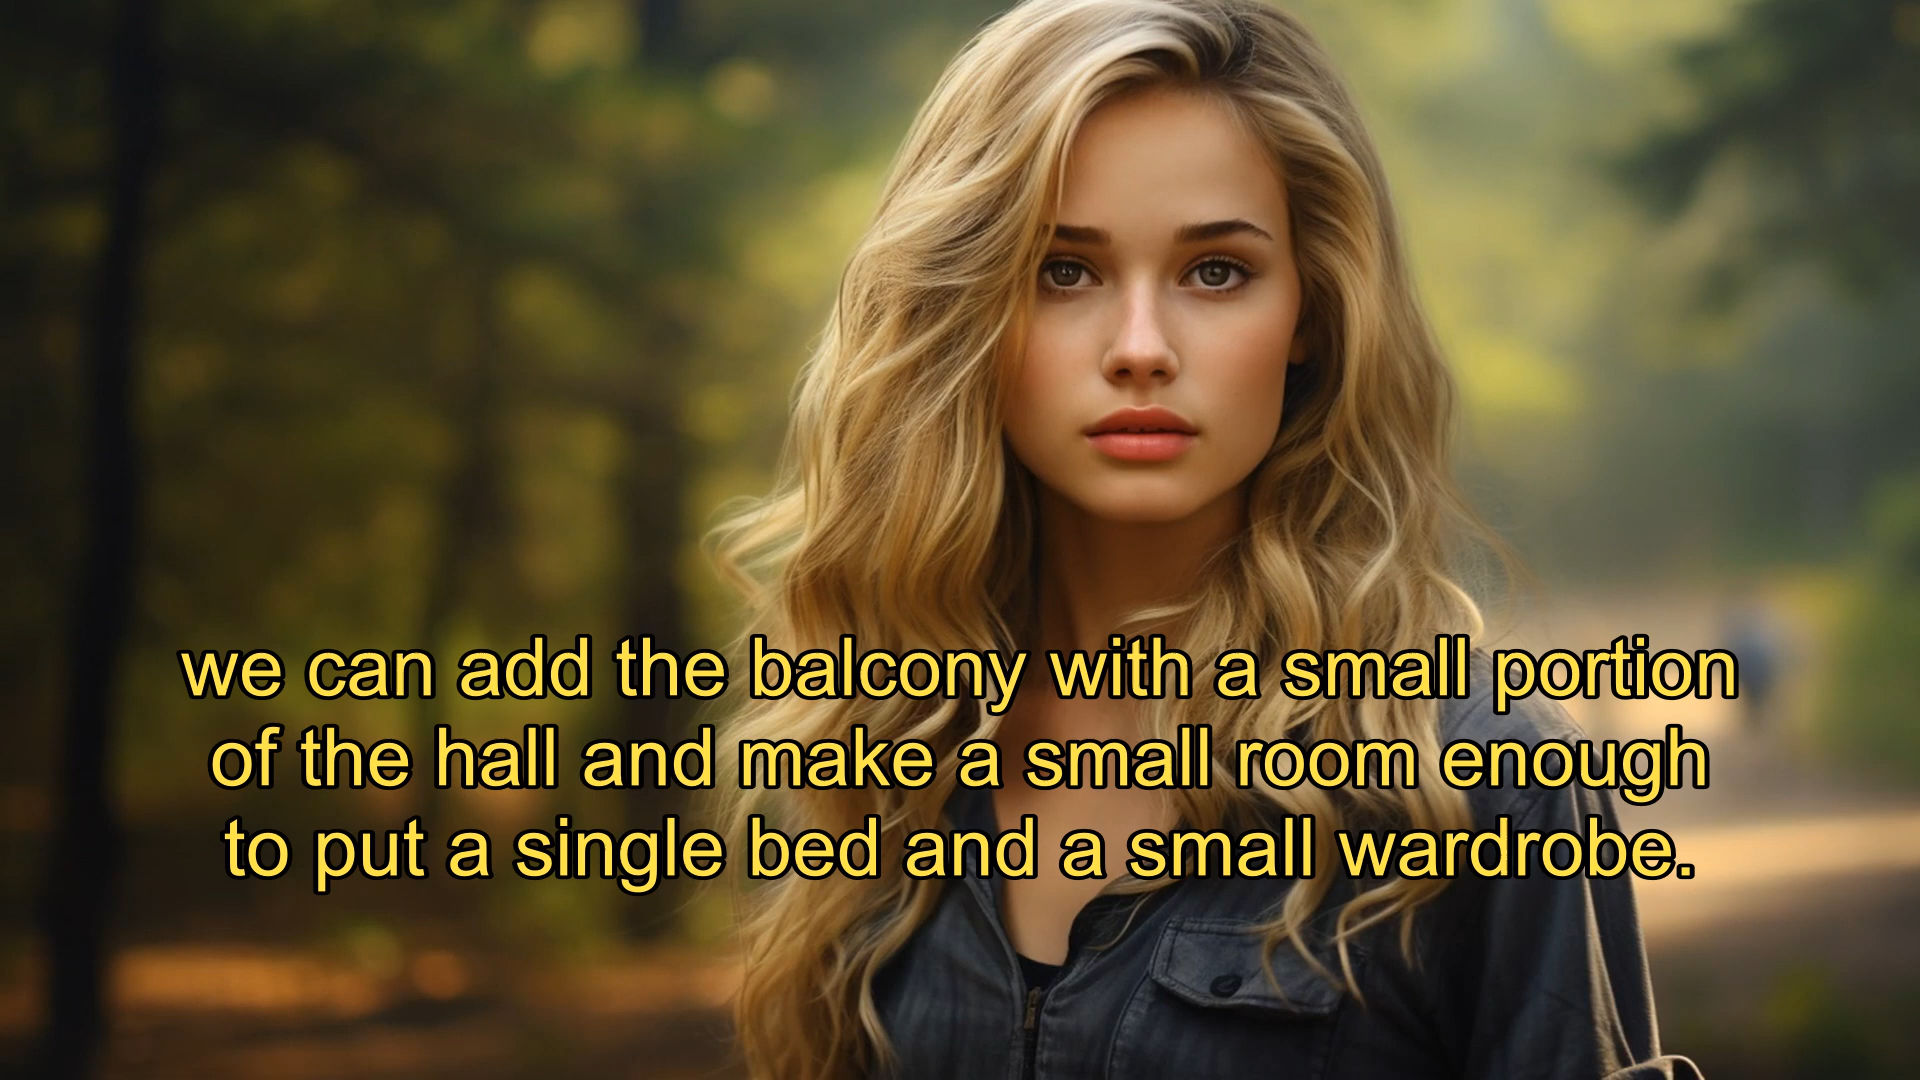 we can add the balcony with a small portion
of the hall and make a small room enough
to put a single bed and a small wardrobe.